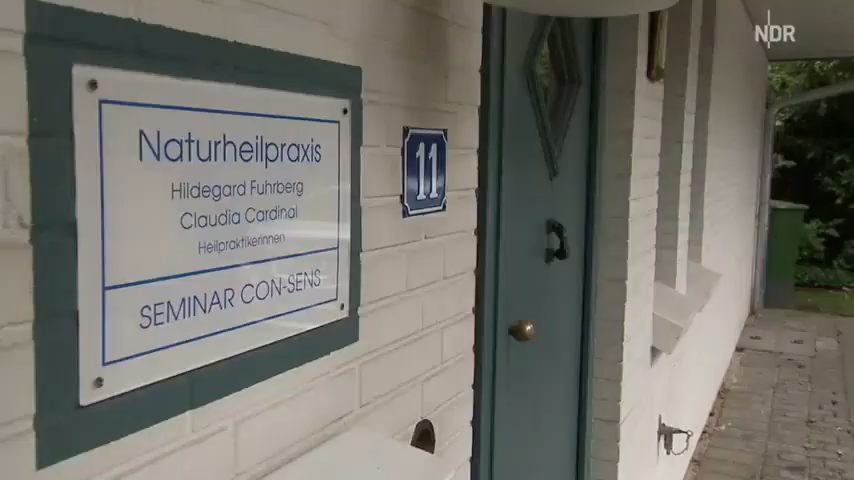 NDR
Naturheilpraxis
Hildegard Fuhrberg
Claudia Cardinal
Heilpraktikerinnen
SEMINAR CON-SENS
11